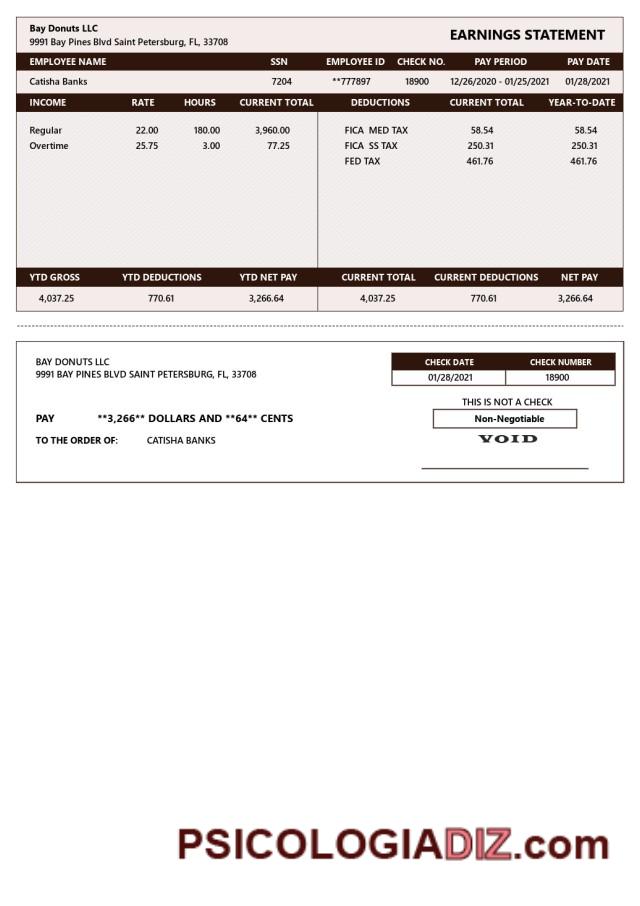 Bay Donuts LLC
9991 Bay Pines Blvd Saint Petersburg, FL, 33708
EARNINGS STATEMENT
EMPLOYEE NAME SSN EMPLOYEE ID CHECK NO. PAY PERIOD PAY DATE
Catisha Banks 7204 **777897 18900 12/26/2020 - 01/25/2021 01/28/2021
INCOME RATE HOURS CURRENT TOTAL DEDUCTIONS CURRENT TOTAL YEAR-TO-DATE
Regular 22.00 180.00 3,960.00 FICA MED TAX 58.54 58.54
Overtime 25.75 3.00 77.25 FICA SS TAX 250.31 250.31
FED TAX 461.76 461.76
YTD GROSS YTD DEDUCTIONS YTD NET PAY CURRENT TOTAL CURRENT DEDUCTIONS NET PAY
4,037.25 770.61 3,266.64 4,037.25 770.61 3,266.64
BAY DONUTS LLC
9991 BAY PINES BLVD SAINT PETERSBURG, FL, 33708
CHECK DATE CHECK NUMBER
01/28/2021 18900
THIS IS NOT A CHECK
PAY **3,266** DOLLARS AND **64** CENTS
Non-Negotiable
TO THE ORDER OF: CATISHA BANKS
VOID
PSICOLOGIADIZ.com